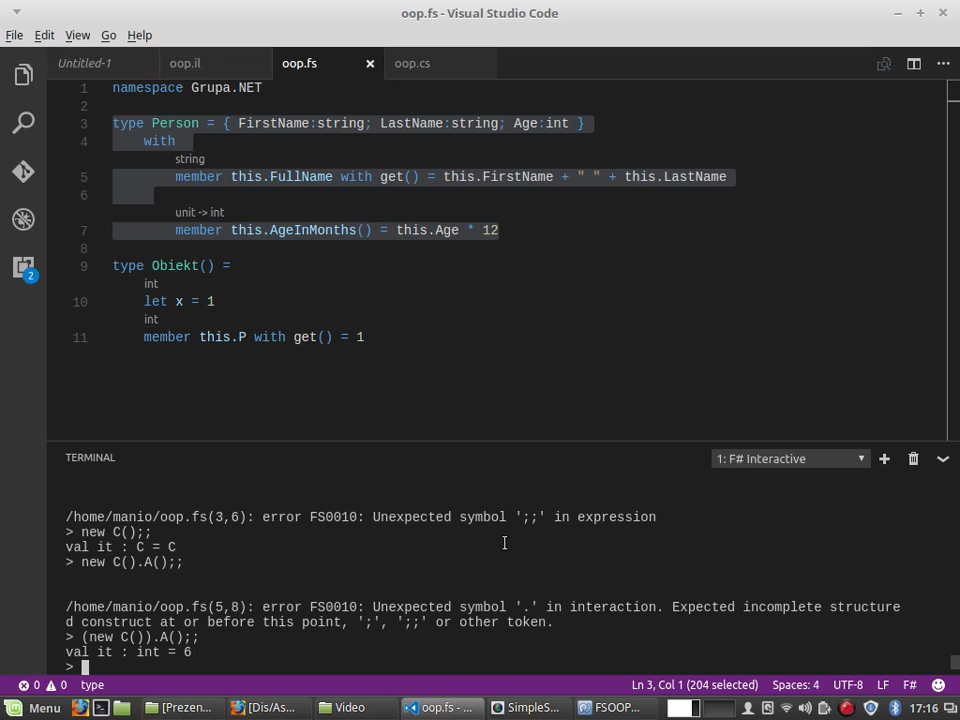 oop.fs - Visual Studio Code
File Edit View Go Help
Untitled-1 oop.il oop.fs oop.cs
1 namespace Grupa.NET
2
3 type Person = { FirstName:string; LastName:string; Age:int }
4 with
string
5 member this.FullName with get() = this.FirstName + " " + this.LastName
6
unit -> int
7 member this.AgeInMonths() = this.Age * 12
8
9 type Obiekt() =
int
10 let x = 1
int
11 member this.P with get() = 1
2
TERMINAL
1: F# Interactive
/home/manio/oop.fs(3,6): error FS0010: Unexpected symbol ';;' in expression
> new C();;
val it : C = C
> new C().A();;
/home/manio/oop.fs(5,8): error FS0010: Unexpected symbol '.' in interaction. Expected incomplete structure
d construct at or before this point, ';', ';;' or other token.
> (new C()).A();;
val it : int = 6
>
0 0 type Ln 3, Col 1 (204 selected) Spaces: 4 UTF-8 LF F#
Menu [Prezen... [Dis/As... Video oop.fs - ... SimpleS... FSOOP... 17:16